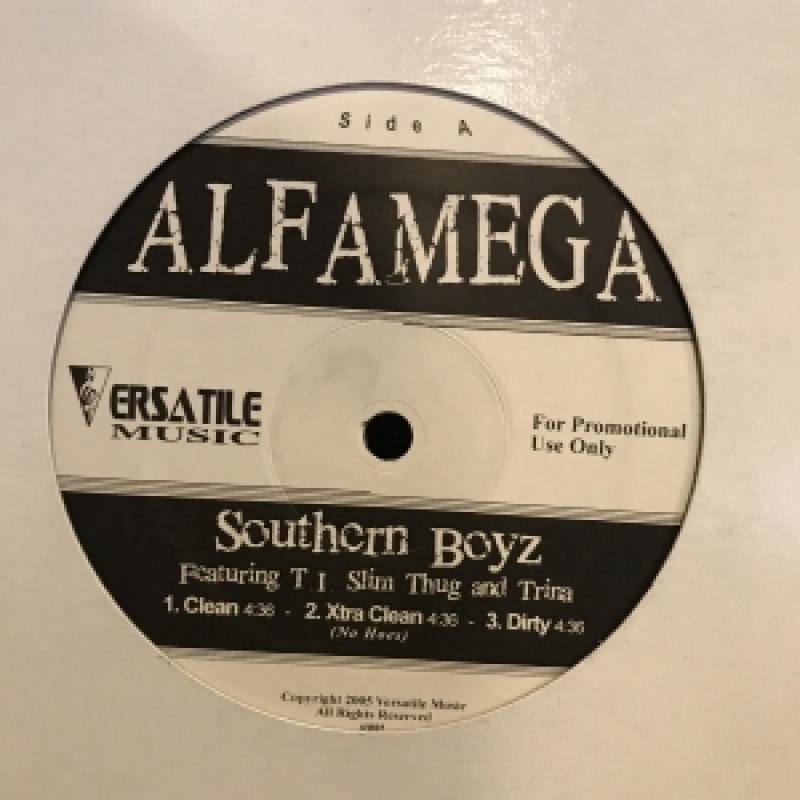 Side A
ALFAMEGA
VERSATILE
MUSIC
For Promotional
Use Only
Southern Boyz
Featuring T.I. Slim Thug and Trina
1. Clean 4:36 - 2. Xtra Clean 4:36 - 3. Dirty 4:36
(No Hoes)
Copyright 2005 Versatile Music
All Rights Reserved